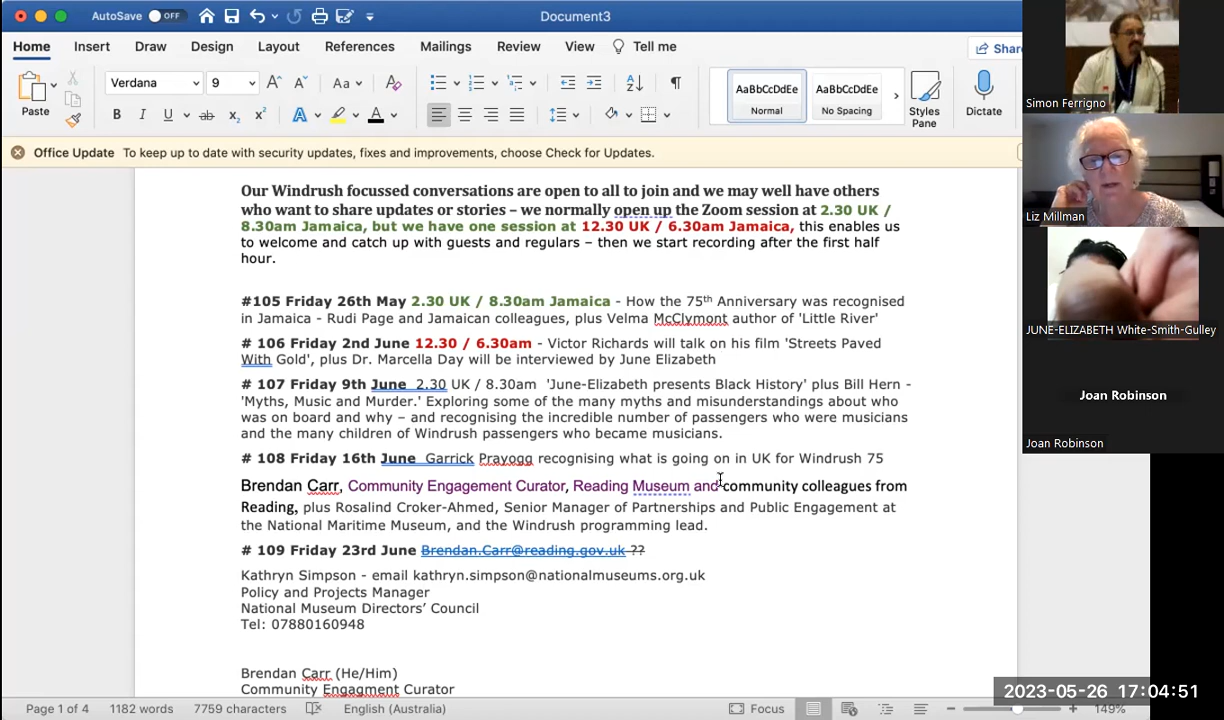 AutoSave OFF
Document3
Home Insert Draw Design Layout References Mailings Review View Tell me
Shar
Paste
Verdana 9
Aa
AaBbCcDdEe AaBbCcDdEe
Normal No Spacing
Styles Pane
Dictate
Office Update To keep up to date with security updates, fixes and improvements, choose Check for Updates.
Our Windrush focussed conversations are open to all to join and we may well have others
who want to share updates or stories – we normally open up the Zoom session at 2.30 UK /
8.30am Jamaica, but we have one session at 12.30 UK / 6.30am Jamaica, this enables us
to welcome and catch up with guests and regulars – then we start recording after the first half
hour.
#105 Friday 26th May 2.30 UK / 8.30am Jamaica - How the 75th Anniversary was recognised
in Jamaica - Rudi Page and Jamaican colleagues, plus Velma McClymont author of 'Little River'
# 106 Friday 2nd June 12.30 / 6.30am - Victor Richards will talk on his film 'Streets Paved
With Gold', plus Dr. Marcella Day will be interviewed by June Elizabeth
# 107 Friday 9th June 2.30 UK / 8.30am 'June-Elizabeth presents Black History' plus Bill Hern -
'Myths, Music and Murder.' Exploring some of the many myths and misunderstandings about who
was on board and why – and recognising the incredible number of passengers who were musicians
and the many children of Windrush passengers who became musicians.
# 108 Friday 16th June Garrick Prayogg recognising what is going on in UK for Windrush 75
Brendan Carr, Community Engagement Curator, Reading Museum and community colleagues from
Reading, plus Rosalind Croker-Ahmed, Senior Manager of Partnerships and Public Engagement at
the National Maritime Museum, and the Windrush programming lead.
# 109 Friday 23rd June Brendan.Carr@reading.gov.uk ??
Kathryn Simpson - email kathryn.simpson@nationalmuseums.org.uk
Policy and Projects Manager
National Museum Directors' Council
Tel: 07880160948
Brendan Carr (He/Him)
Community Engagment Curator
Page 1 of 4 1182 words 7759 characters English (Australia) Focus 149%
Simon Ferrigno
Liz Millman
JUNE-ELIZABETH White-Smith-Gulley
Joan Robinson
Joan Robinson
2023-05-26 17:04:51